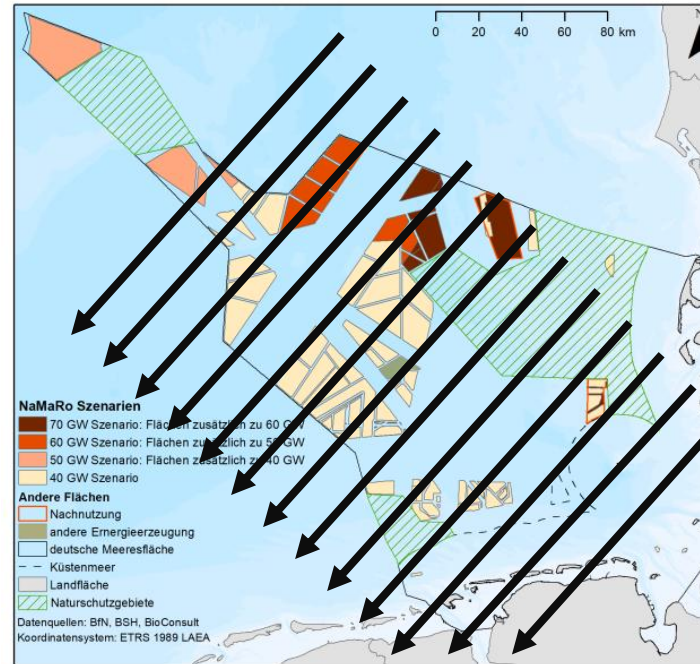 N
0 20 40 60 80 km
NaMaRo Szenarien
70 GW Szenario: Flächen zusätzlich zu 60 GW
60 GW Szenario: Flächen zusätzlich zu 50 GW
50 GW Szenario: Flächen zusätzlich zu 40 GW
40 GW Szenario
Andere Flächen
Nachnutzung
andere Ernergieerzeugung
deutsche Meeresfläche
Küstenmeer
Landfläche
Naturschutzgebiete
Datenquellen: BfN, BSH, BioConsult
Koordinatensystem: ETRS 1989 LAEA